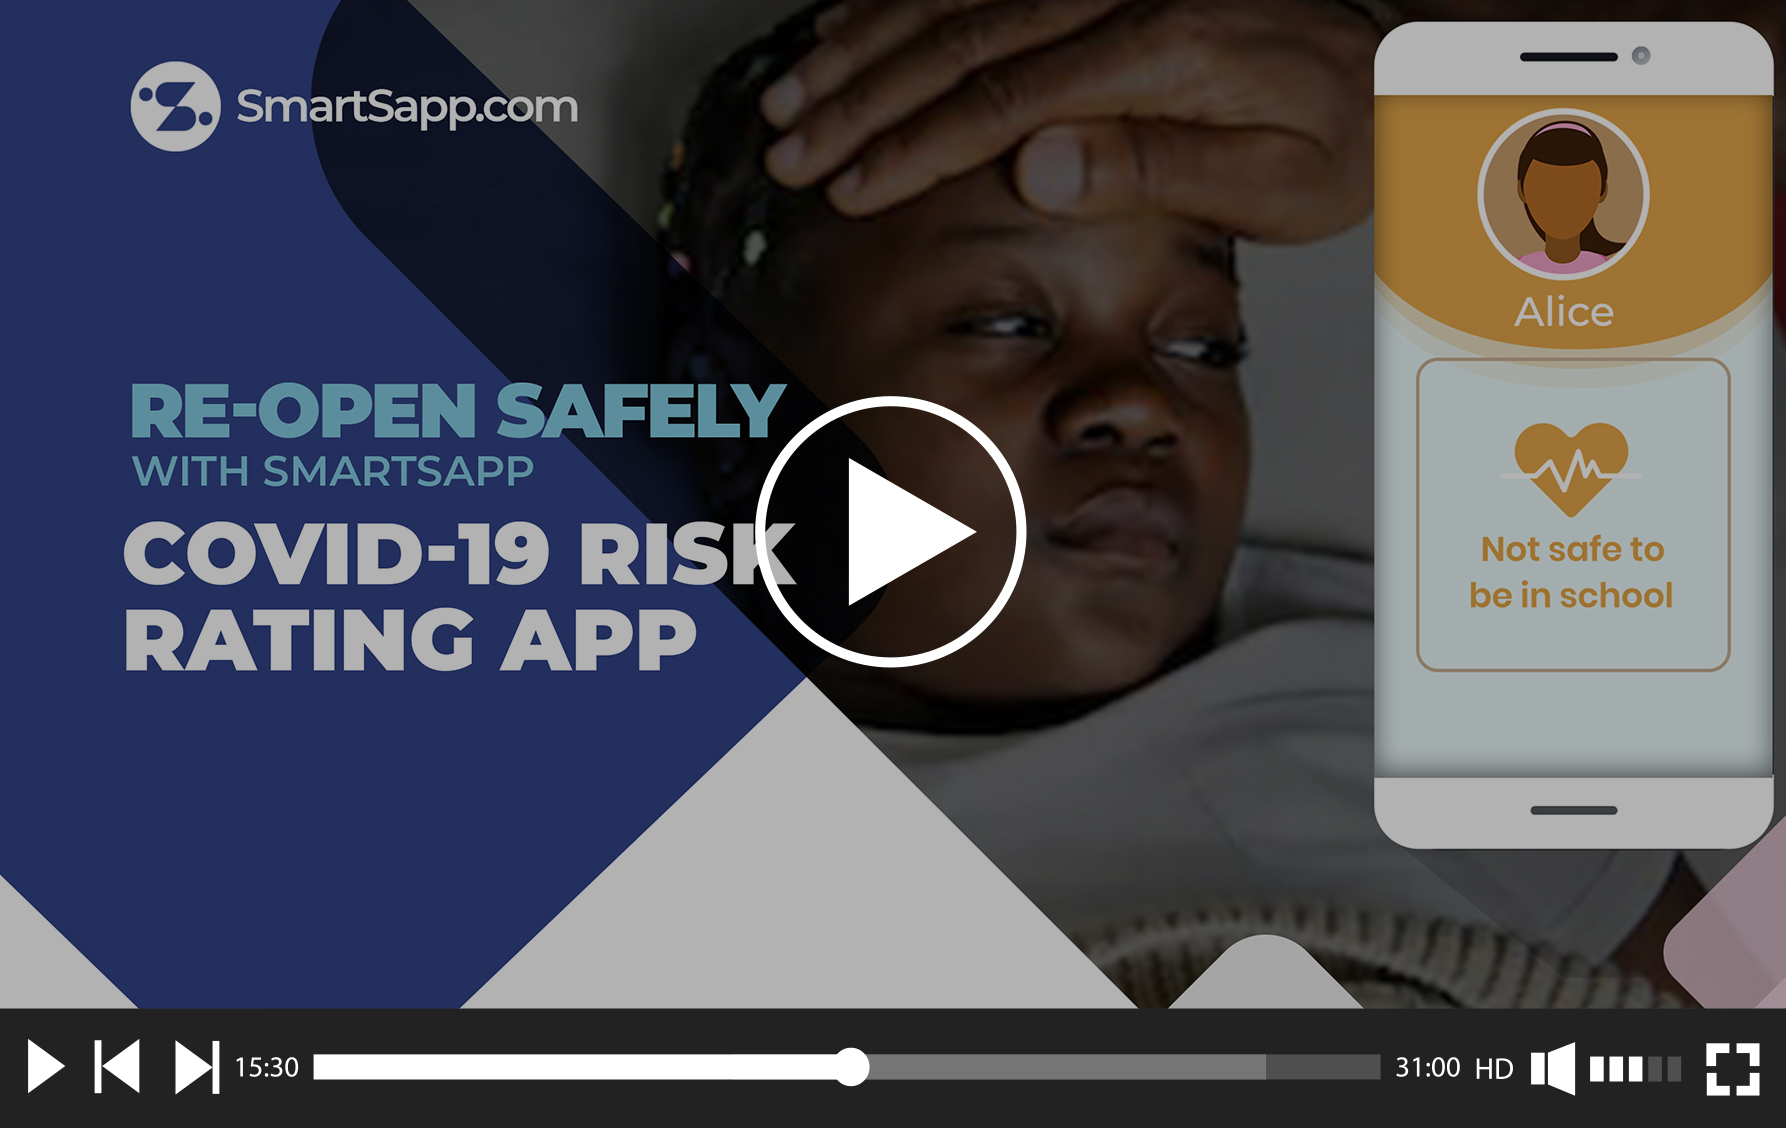 SmartSapp.com
RE-OPEN SAFELY
WITH SMARTSAPP
COVID-19 RISK
RATING APP
Alice
Not safe to
be in school
15:30
31:00
HD